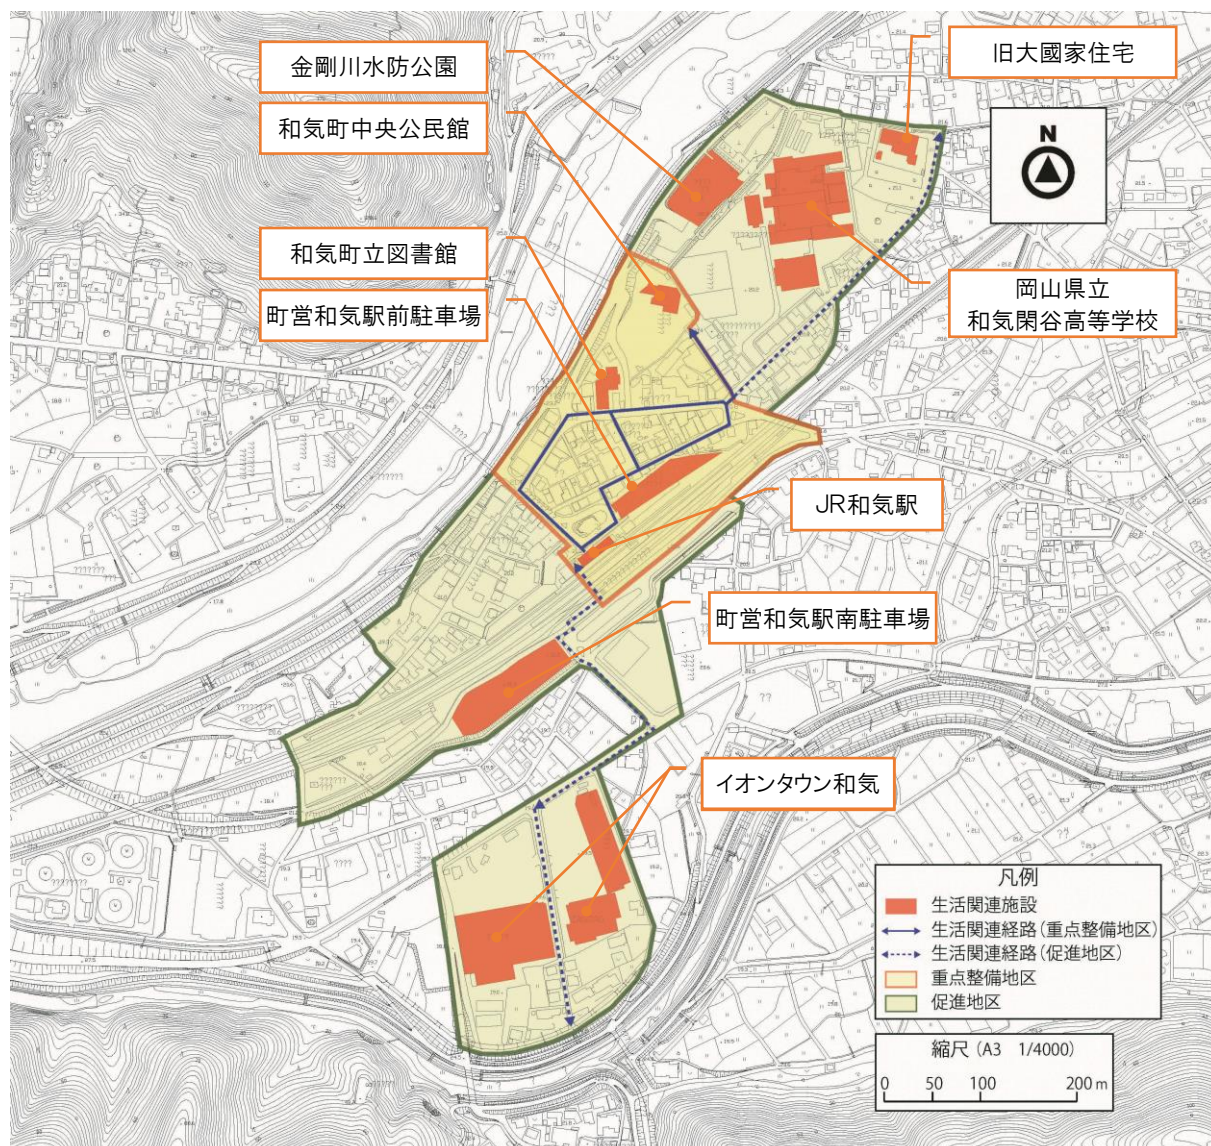 金剛川水防公園
旧大國家住宅
和気町中央公民館
N
和気町立図書館
町営和気駅前駐車場
岡山県立
和気閑谷高等学校
JR和気駅
町営和気駅南駐車場
イオンタウン和気
凡例
生活関連施設
生活関連経路(重点整備地区)
生活関連経路(促進地区)
重点整備地区
促進地区
縮尺(A3 1/4000)
0 50 100 200m